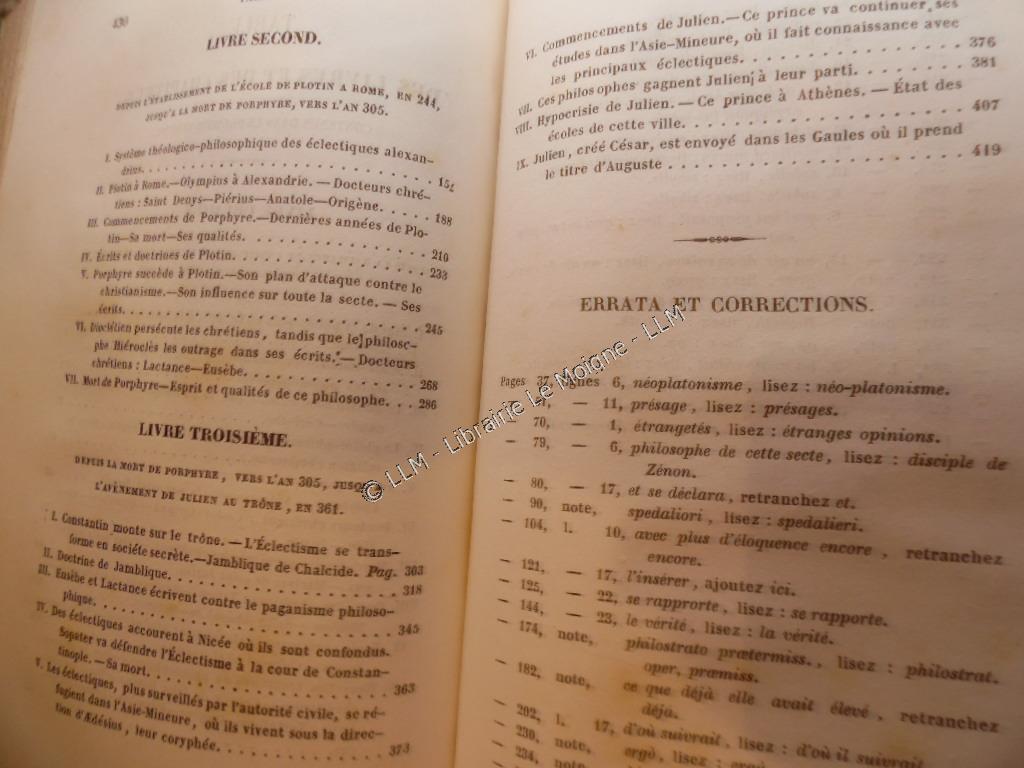 430
LIVRE SECOND.
DEPUIS L'ÉTABLISSEMENT DE L'ÉCOLE DE PLOTIN A ROME, EN 244,
JUSQU'A LA MORT DE PORPHYRE, VERS L'AN 305.
I. Système théologico-philosophique des éclectiques alexan-
drins. . . . . . . . . . . . . . . . . . . .
II. Plotin à Rome.—Olympius à Alexandrie. — Docteurs chré-
tiens : Saint Denys—Piérius—Anatole—Origène. . . . . 188
III. Commencements de Porphyre.—Dernières années de Plo-
tin—Sa mort—Ses qualités. . . . . . . . . . . . 210
IV. Écrits et doctrines de Plotin. . . . . . . . . . . . 233
V. Porphyre succède à Plotin.—Son plan d'attaque contre le
christianisme.—Son influence sur toute la secte. — Ses
écrits. . . . . . . . . . . . . . . . . . . . 245
VI. Dioclétien persécute les chrétiens, tandis que le philoso-
phe Hiéroclès les outrage dans ses écrits. — Docteurs
chrétiens : Lactance—Eusèbe. . . . . . . . . . . . 268
VII. Mort de Porphyre—Esprit et qualités de ce philosophe. . . 286
LIVRE TROISIÈME.
DEPUIS LA MORT DE PORPHYRE, VERS L'AN 305, JUSQU'A
L'AVÈNEMENT DE JULIEN AU TRÔNE, EN 361.
I. Constantin monte sur le trône. — L'Éclectisme se trans-
forme en société secrète.—Jamblique de Chalcide. Pag. 303
II. Doctrine de Jamblique. . . . . . . . . . . . . . 318
III. Eusèbe et Lactance écrivent contre le paganisme philoso-
phique. . . . . . . . . . . . . . . . . . . . 345
IV. Des éclectiques accourent à Nicée où ils sont confondus.
Sopater va défendre l'Éclectisme à la cour de Constan-
tinople. — Sa mort. . . . . . . . . . . . . . . 363
V. Les éclectiques, plus surveillés par l'autorité civile, se ré-
fugient dans l'Asie-Mineure, où ils vivent sous la direc-
tion d'Ædésius, leur coryphée. . . . . . . . . . . 373
VI. Commencements de Julien.—Ce prince va continuer ses
études dans l'Asie-Mineure, où il fait connaissance avec
les principaux éclectiques. . . . . . . . . . . . 376
VII. Ces philosophes gagnent Julien à leur parti. . . . . . . 381
VIII. Hypocrisie de Julien. — Ce prince à Athènes. — État des
écoles de cette ville. . . . . . . . . . . . . . . 407
IX. Julien, créé César, est envoyé dans les Gaules où il prend
le titre d'Auguste . . . . . . . . . . . . . . . 419
ERRATA ET CORRECTIONS.
Pages 37, lignes 6, néoplatonisme, lisez : néo-platonisme.
— — 11, présage, lisez : présages.
— 70, — 1, étrangetés, lisez : étranges opinions.
— 79, — 6, philosophe de cette secte, lisez : disciple de
Zénon.
— 80, — 17, et se déclara, retranchez et.
— 90, note, spedaliori, lisez : spedalieri.
— 104, l. 10, avec plus d'éloquence encore, retranchez
encore.
— 121, — 17, l'insérer, ajoutez ici.
— 125, — 22, se rapprorte, lisez : se rapporte.
— 144, — 23, le vérité, lisez : la vérité.
— 174, note, philostrato prætermiss., lisez : philostrat.
oper, præmiss.
— 182, note, ce que déjà elle avait élevé, retranchez
déja.
— 202, l. 17, d'où suivrait, lisez : d'où il suivrait.
— 230, note, ergò, lisez :
— 234, note,
© LLM - Librairie Le Moigne - LLM